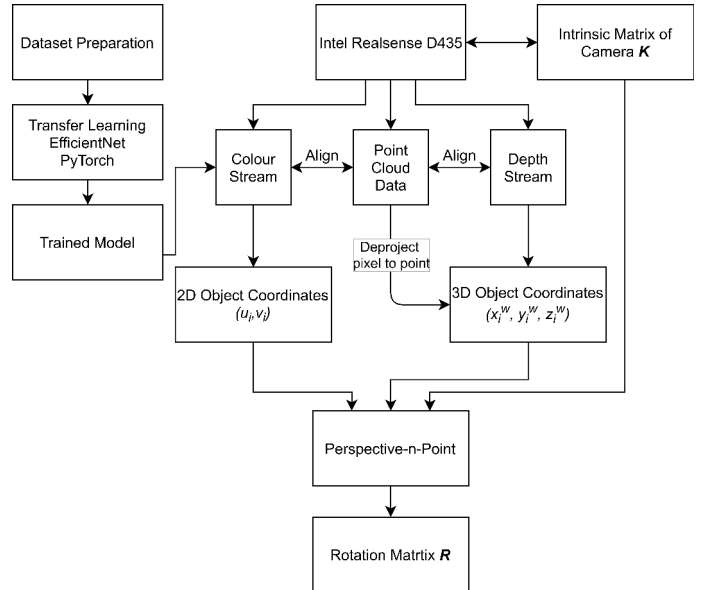 Dataset Preparation
Intel Realsense D435
Intrinsic Matrix of
Camera K
Transfer Learning
EfficientNet
PyTorch
Colour
Stream
Align
Point
Cloud
Data
Align
Depth
Stream
Trained Model
Deproject
pixel to point
2D Object Coordinates
(uᵢ,vᵢ)
3D Object Coordinates
(xᵢʷ, yᵢʷ, zᵢʷ)
Perspective-n-Point
Rotation Matrtix R